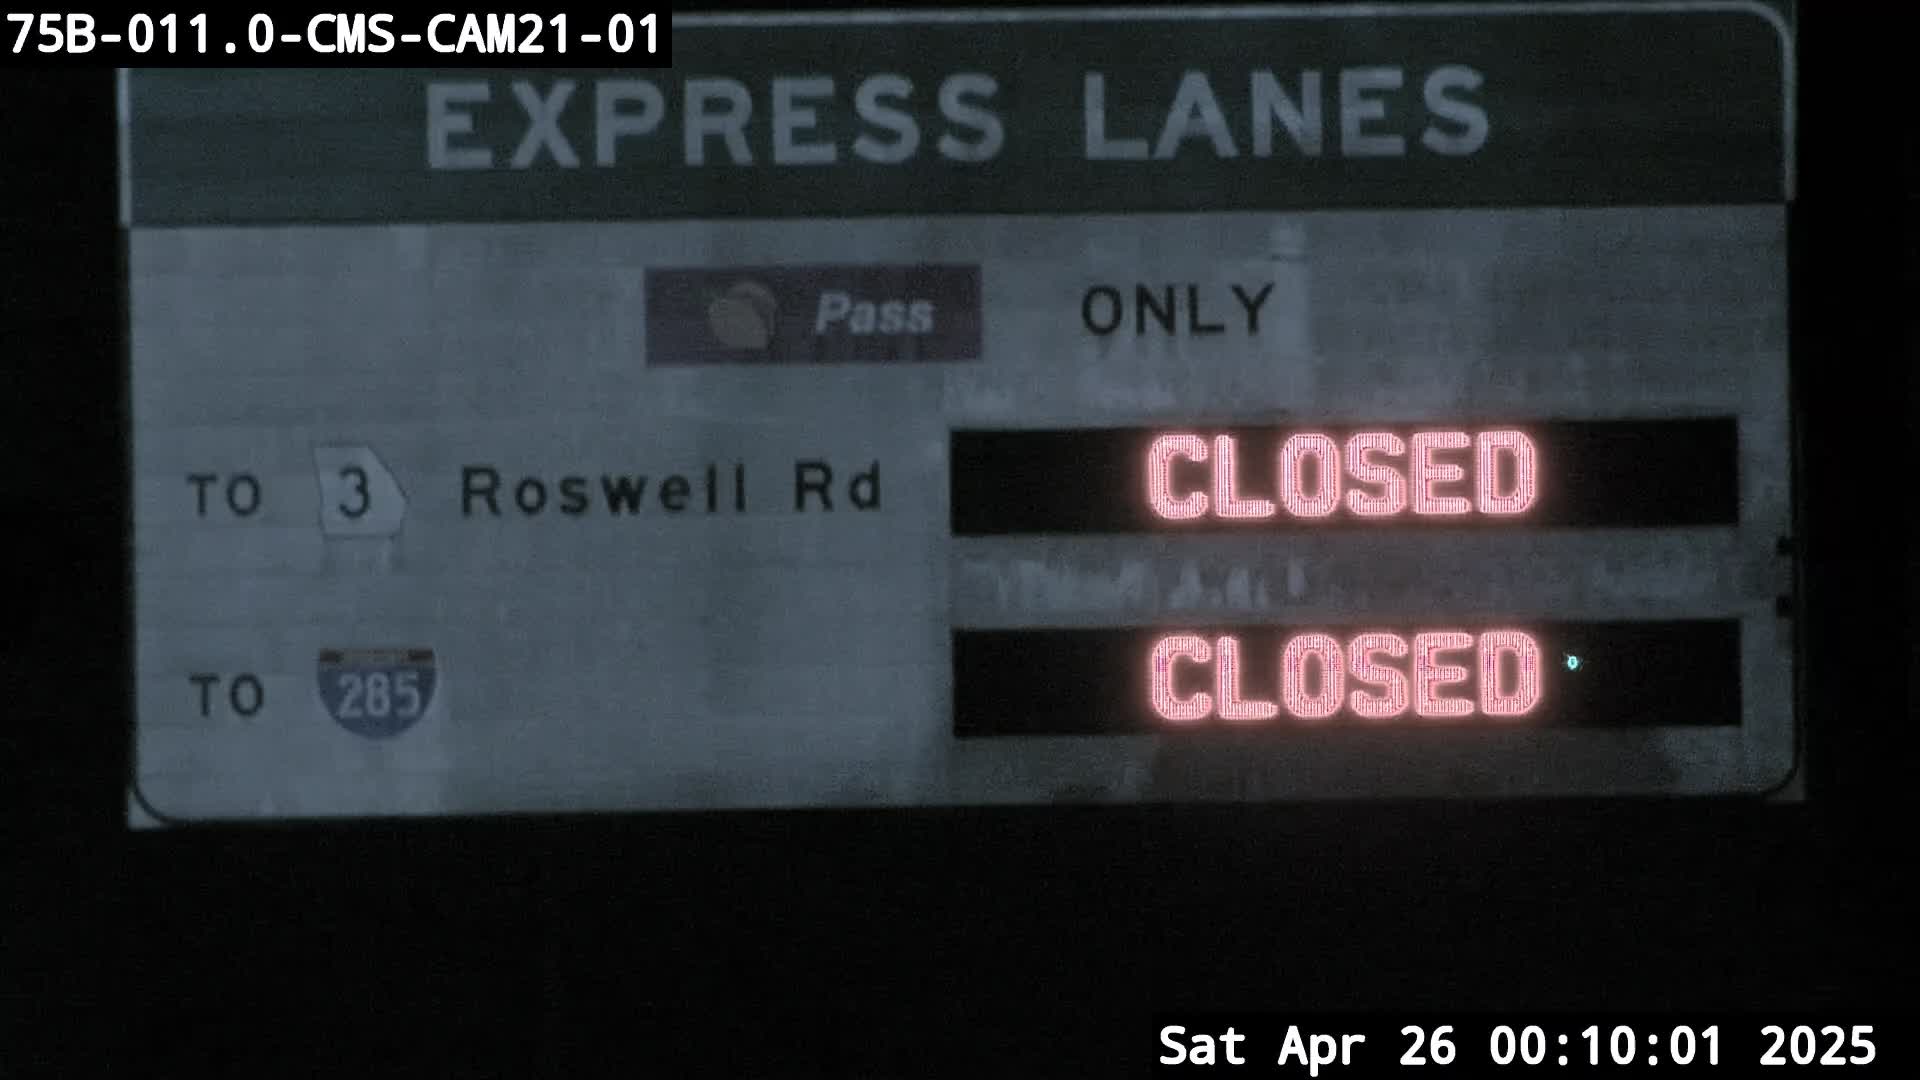 75B-011.0-CMS-CAM21-01
EXPRESS LANES
Pass ONLY
TO 3 Roswell Rd CLOSED
TO 285 CLOSED
Sat Apr 26 00:10:01 2025